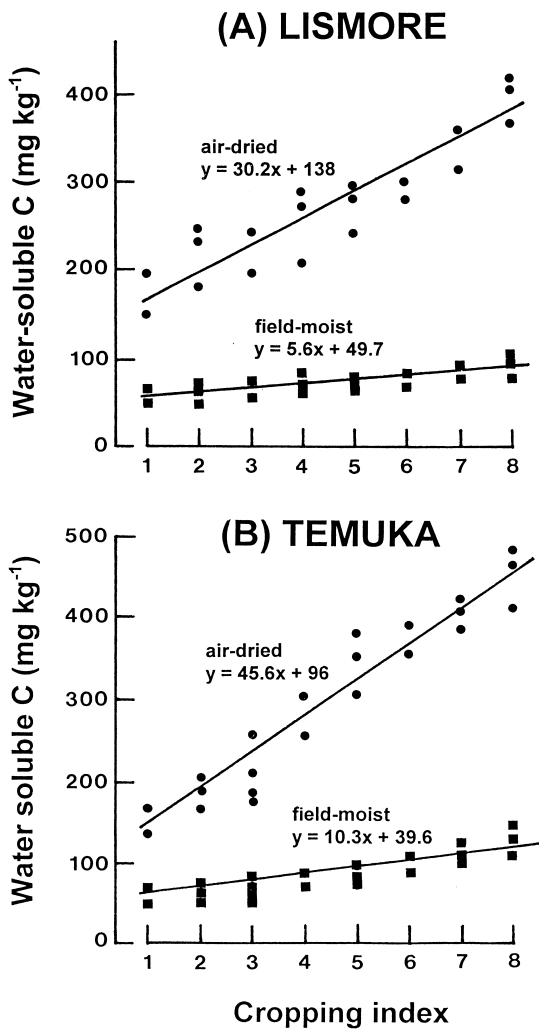 (A) LISMORE
Water-soluble C (mg kg-1)
400
300
200
100
0
air-dried
y = 30.2x + 138
field-moist
y = 5.6x + 49.7
1 2 3 4 5 6 7 8
(B) TEMUKA
Water soluble C (mg kg-1)
500
400
300
200
100
0
air-dried
y = 45.6x + 96
field-moist
y = 10.3x + 39.6
1 2 3 4 5 6 7 8
Cropping index